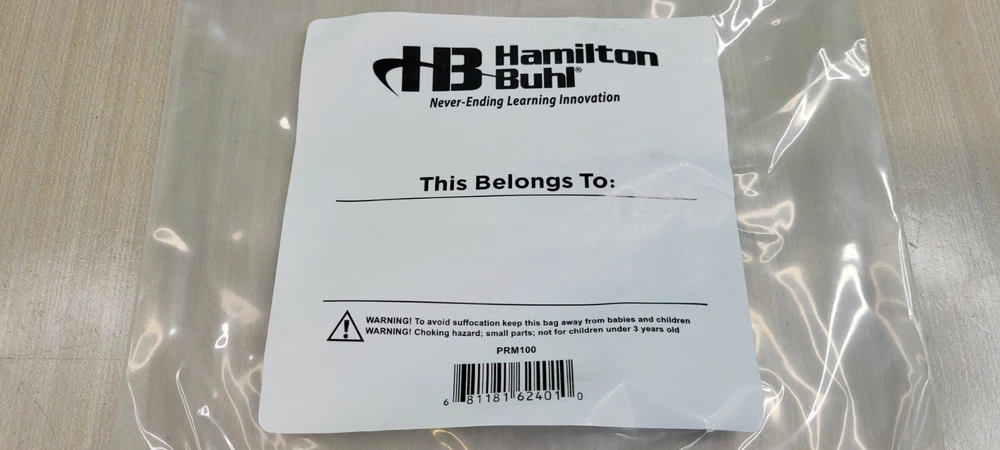 HB Hamilton
Buhl®
Never-Ending Learning Innovation
This Belongs To:
WARNING! To avoid suffocation keep this bag away from babies and children
WARNING! Choking hazard; small parts; not for children under 3 years old
PRM100
6 81181 62401 0